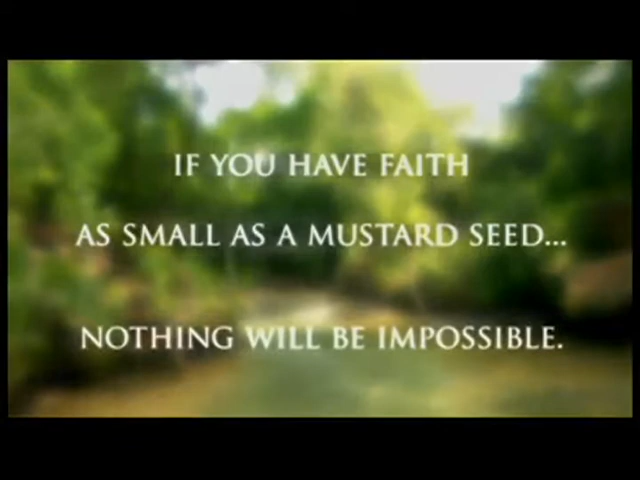 IF YOU HAVE FAITH
AS SMALL AS A MUSTARD SEED...
NOTHING WILL BE IMPOSSIBLE.